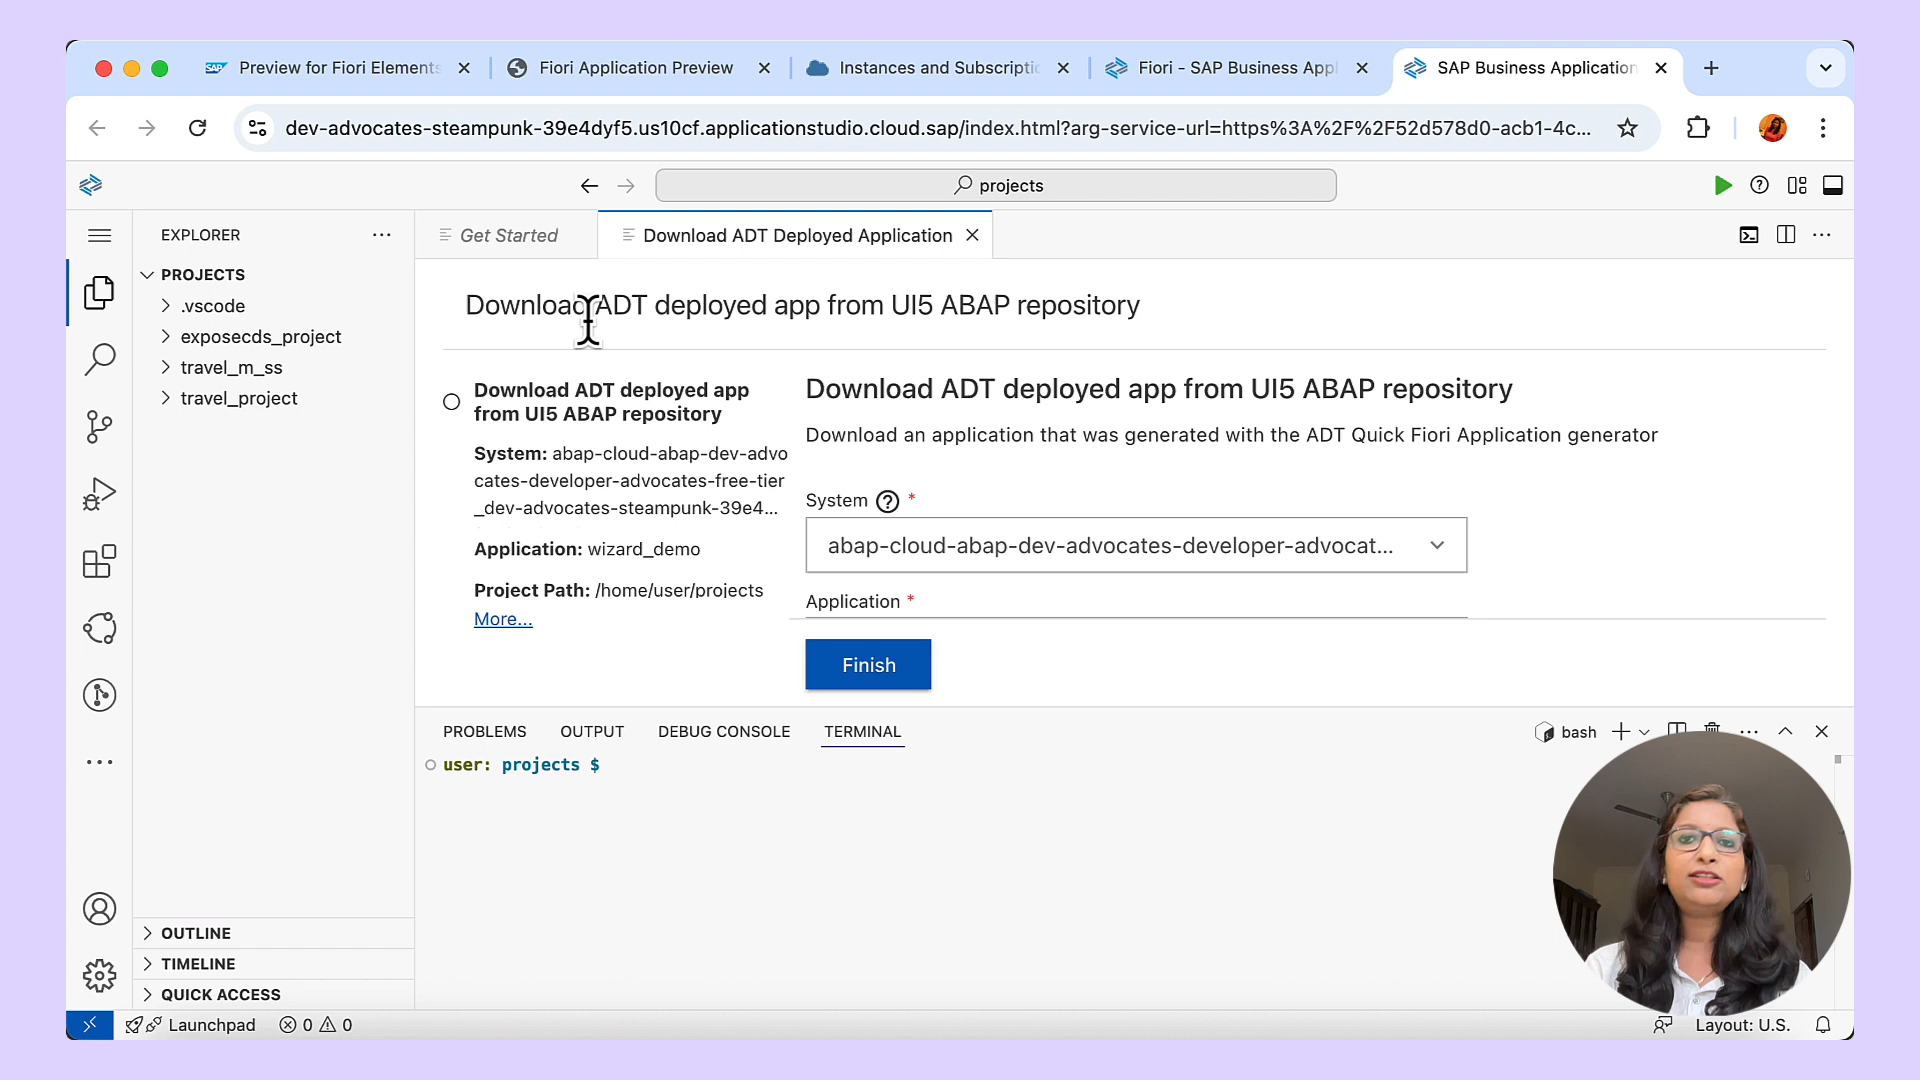 SAP Preview for Fiori Elements
Fiori Application Preview
Instances and Subscripti
Fiori - SAP Business Appl
SAP Business Application
dev-advocates-steampunk-39e4dyf5.us10cf.applicationstudio.cloud.sap/index.html?arg-service-url=https%3A%2F%2F52d578d0-acb1-4c...
projects
EXPLORER
Get Started
Download ADT Deployed Application
PROJECTS
.vscode
exposecds_project
travel_m_ss
travel_project
OUTLINE
TIMELINE
QUICK ACCESS
Download ADT deployed app from UI5 ABAP repository
Download ADT deployed app
from UI5 ABAP repository
System: abap-cloud-abap-dev-advo
cates-developer-advocates-free-tier
_dev-advocates-steampunk-39e4...
Application: wizard_demo
Project Path: /home/user/projects
More...
Download ADT deployed app from UI5 ABAP repository
Download an application that was generated with the ADT Quick Fiori Application generator
System ? *
abap-cloud-abap-dev-advocates-developer-advocat...
Application *
Finish
PROBLEMS
OUTPUT
DEBUG CONSOLE
TERMINAL
bash
user: projects $
Launchpad
0
0
Layout: U.S.